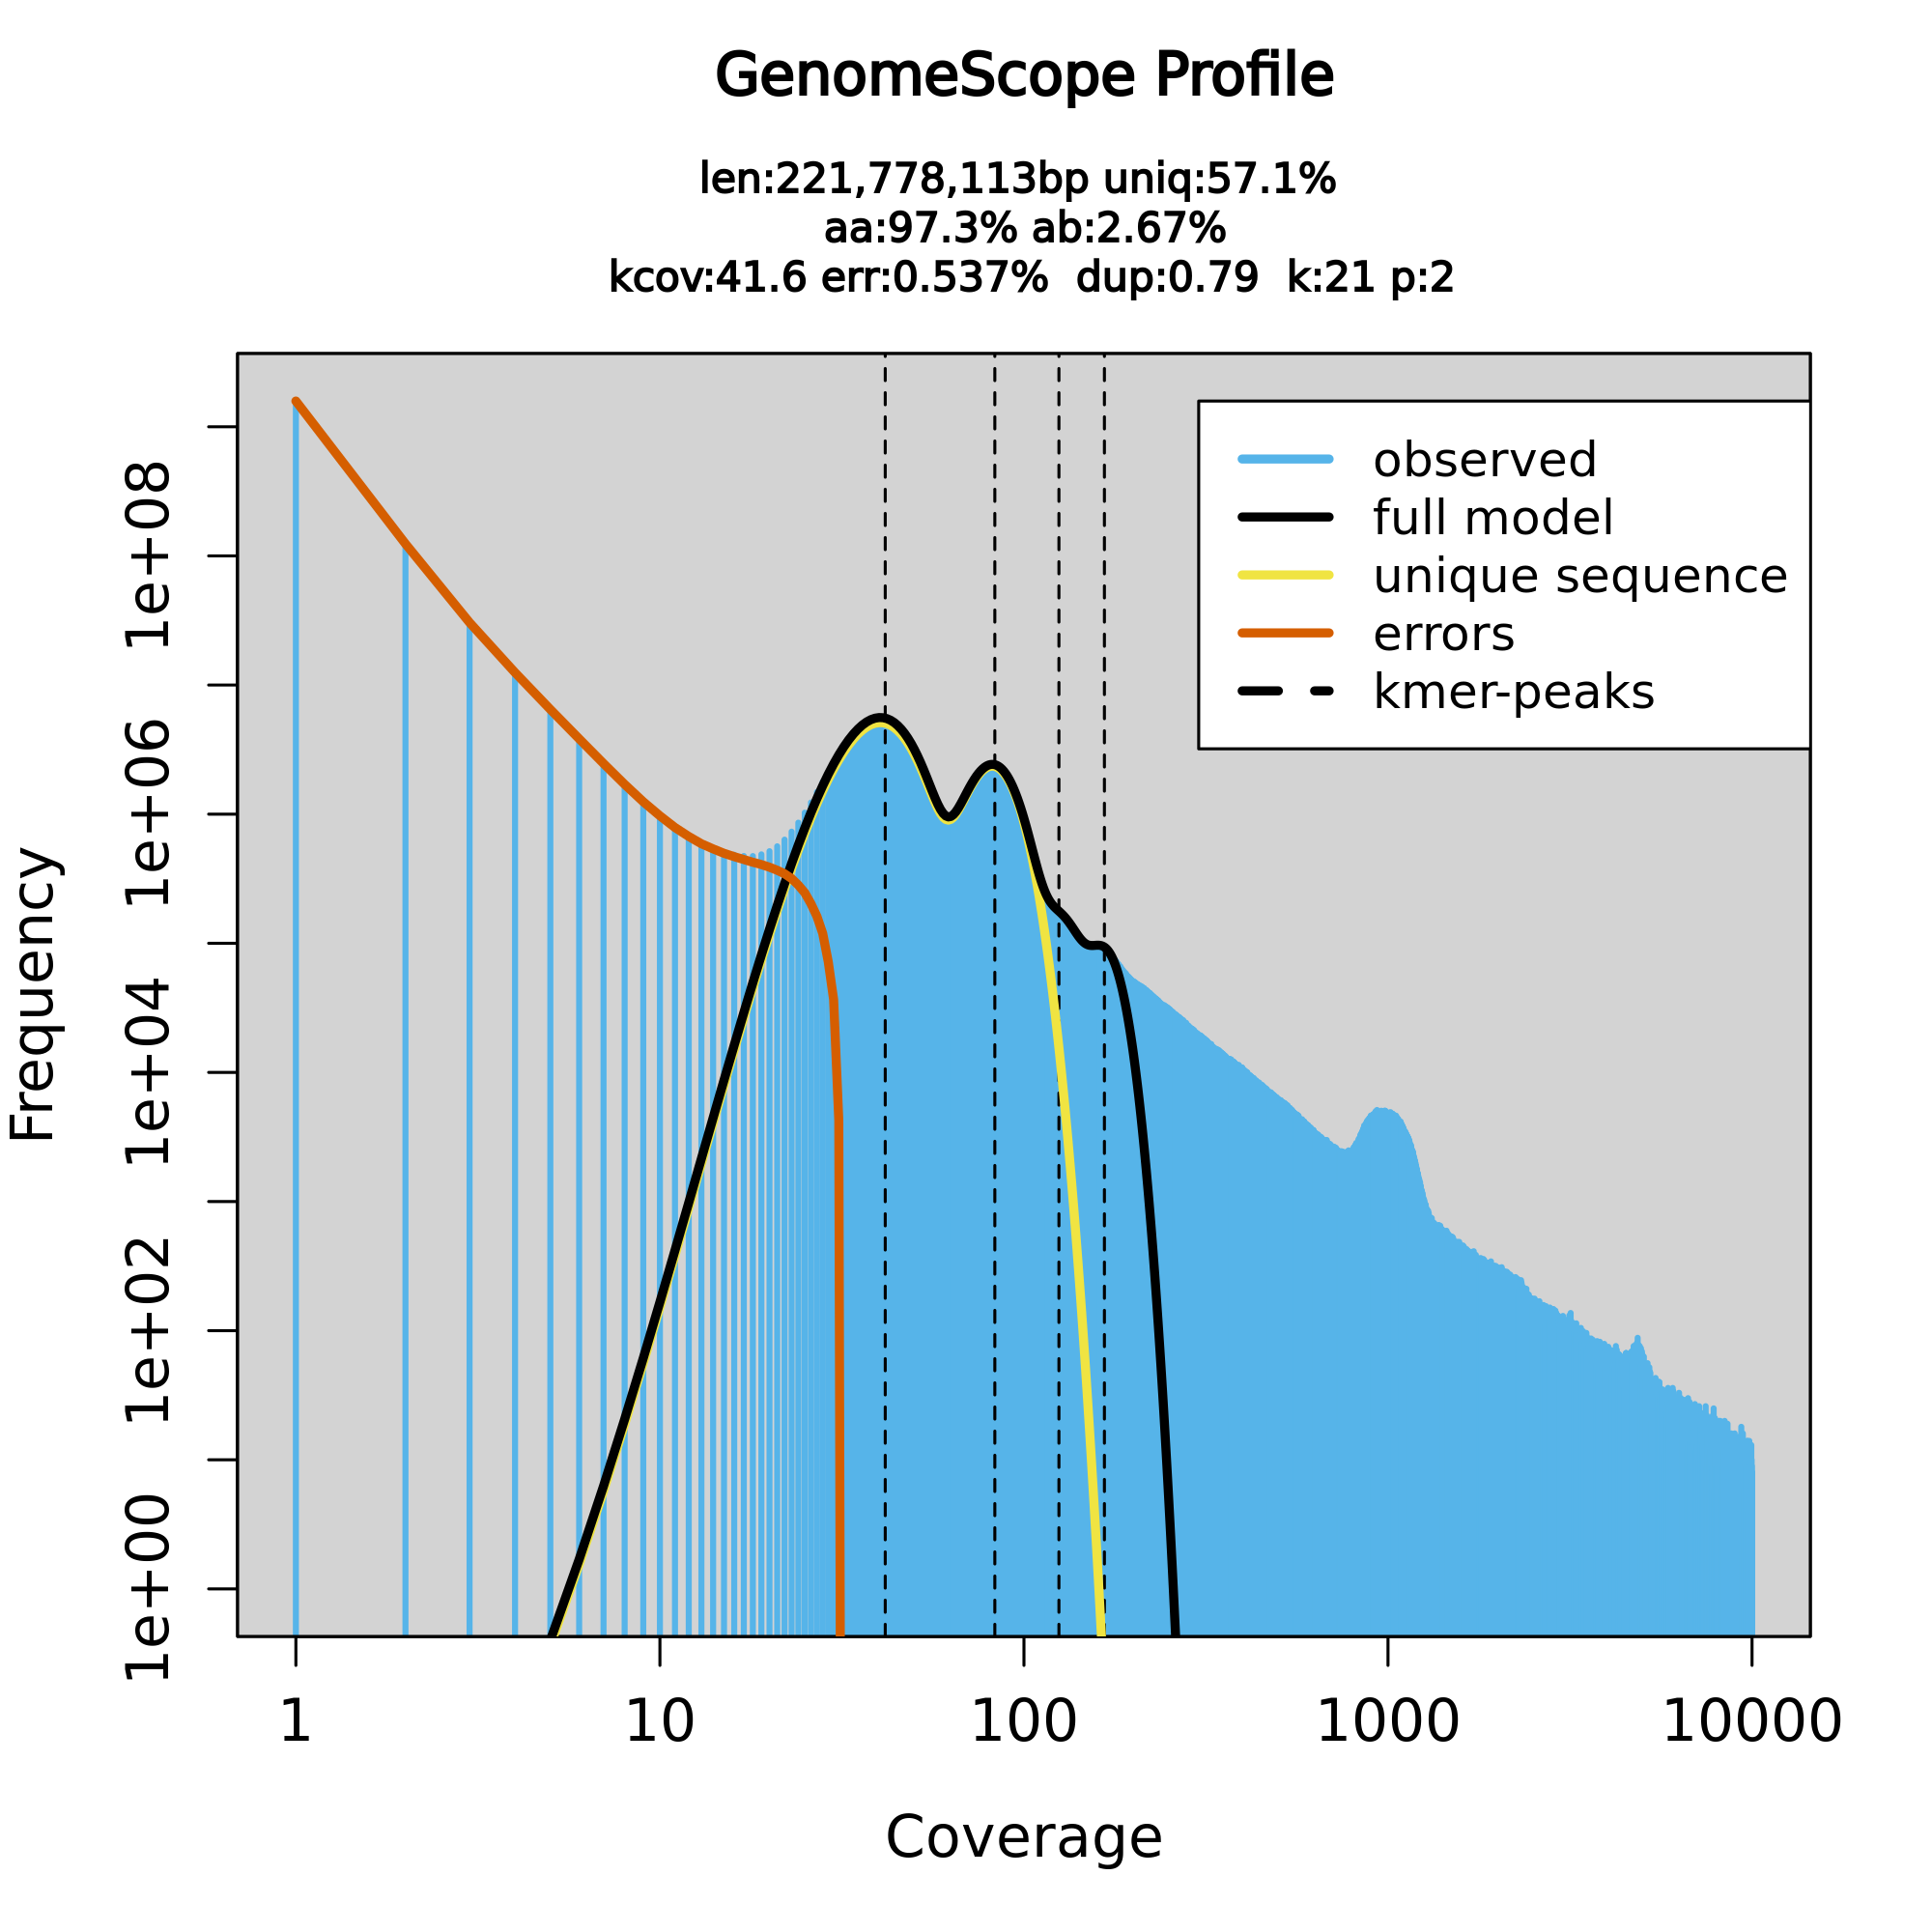 GenomeScope Profile
len:221,778,113bp uniq:57.1%
aa:97.3% ab:2.67%
kcov:41.6 err:0.537% dup:0.79 k:21 p:2
observed
full model
unique sequence
errors
kmer-peaks
Frequency
1e+08
1e+06
1e+04
1e+02
1e+00
1
10
100
1000
10000
Coverage